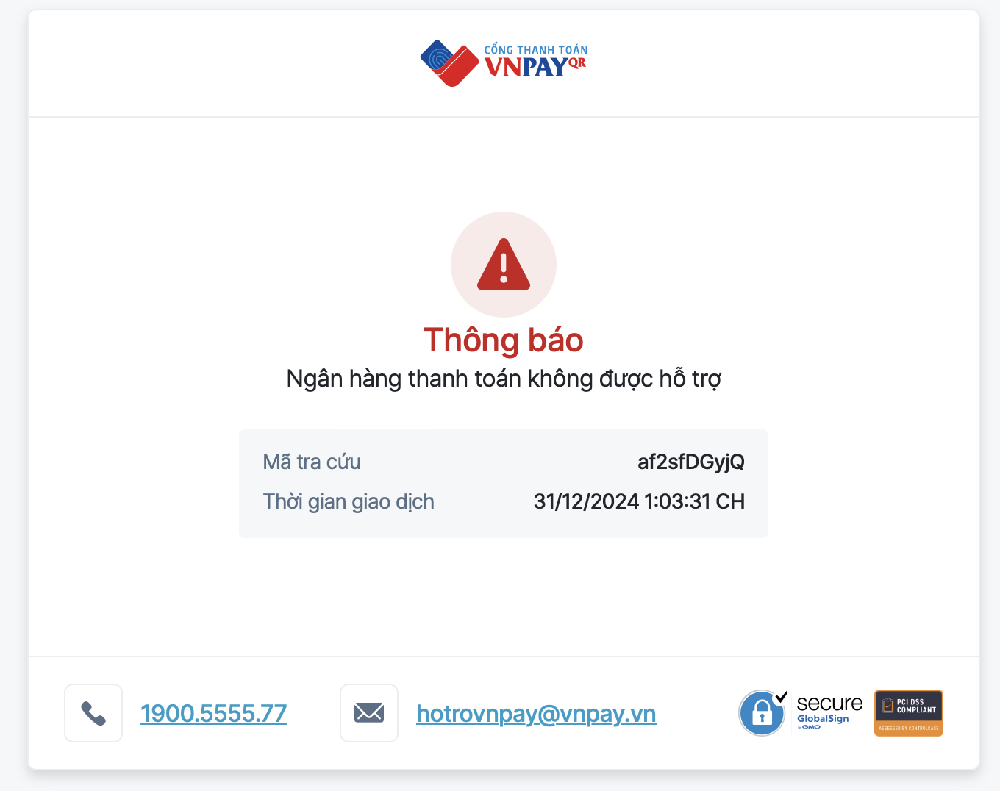 CỔNG THANH TOÁN
VNPAYQR
Thông báo
Ngân hàng thanh toán không được hỗ trợ
Mã tra cứu af2sfDGyjQ
Thời gian giao dịch 31/12/2024 1:03:31 CH
1900.5555.77 hotrovnpay@vnpay.vn
secure
GlobalSign
by GMO
PCI DSS
COMPLIANT
ASSESSED BY CONTROLCASE